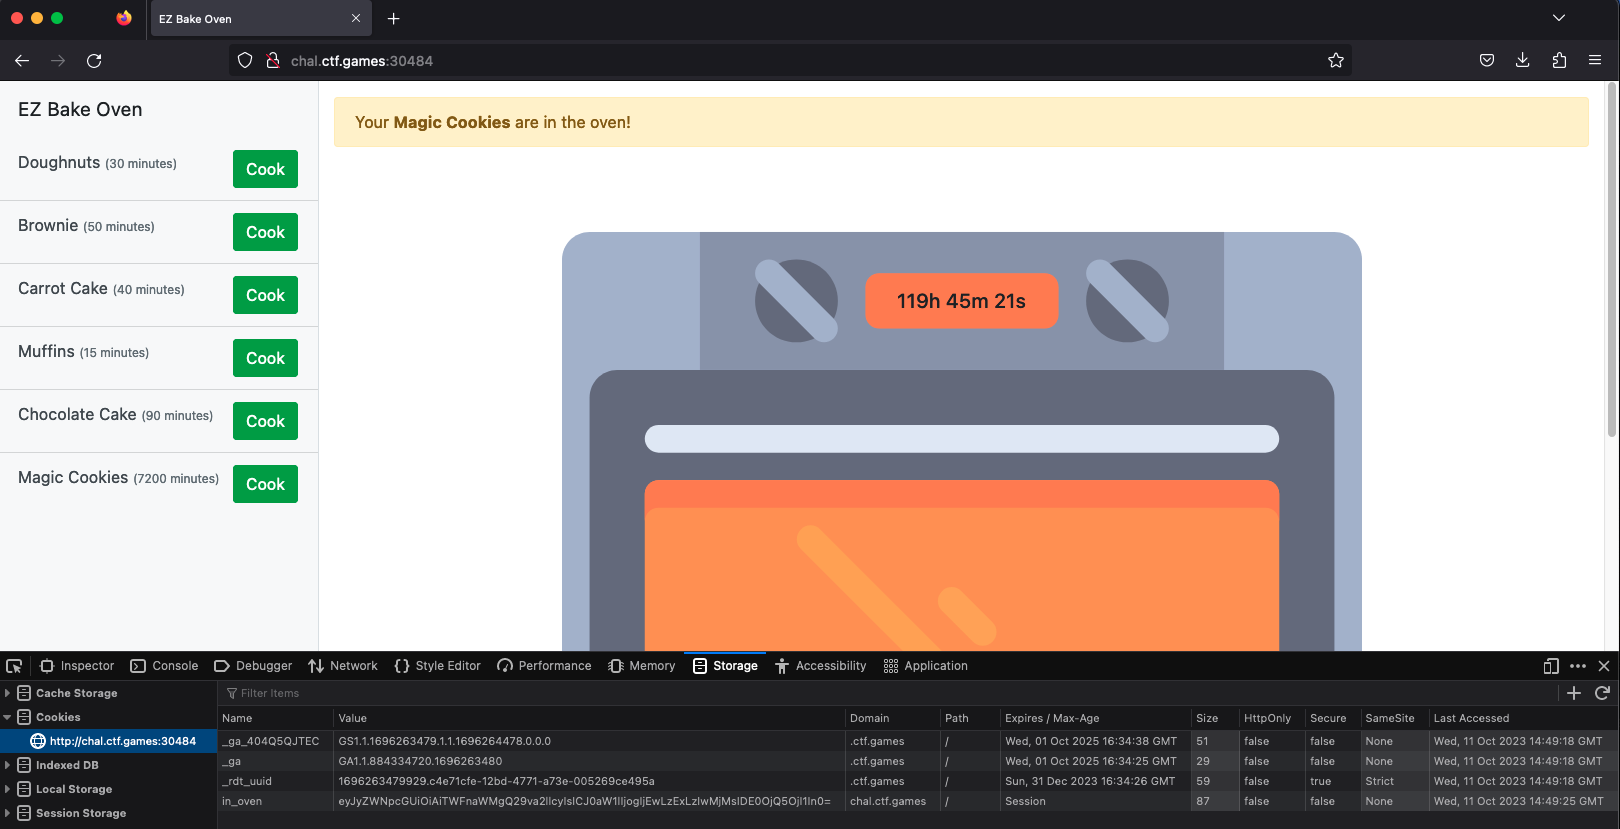 EZ Bake Oven
chal.ctf.games:30484
EZ Bake Oven
Doughnuts (30 minutes) Cook
Brownie (50 minutes) Cook
Carrot Cake (40 minutes) Cook
Muffins (15 minutes) Cook
Chocolate Cake (90 minutes) Cook
Magic Cookies (7200 minutes) Cook
Your Magic Cookies are in the oven!
119h 45m 21s
Inspector Console Debugger Network Style Editor Performance Memory Storage Accessibility Application
Cache Storage
Cookies
http://chal.ctf.games:30484
Indexed DB
Local Storage
Session Storage
Filter Items
Name Value Domain Path Expires / Max-Age Size HttpOnly Secure SameSite Last Accessed
_ga_404Q5QJTEC GS1.1.1696263479.1.1.1696264478.0.0.0 .ctf.games / Wed, 01 Oct 2025 16:34:38 GMT 51 false false None Wed, 11 Oct 2023 14:49:18 GMT
_ga GA1.1.884334720.1696263480 .ctf.games / Wed, 01 Oct 2025 16:34:25 GMT 29 false false None Wed, 11 Oct 2023 14:49:18 GMT
_rdt_uuid 1696263479929.c4e71cfe-12bd-4771-a73e-005269ce495a .ctf.games / Sun, 31 Dec 2023 16:34:26 GMT 59 false true Strict Wed, 11 Oct 2023 14:49:18 GMT
in_oven chal.ctf.games / Session 87 false false None Wed, 11 Oct 2023 14:49:25 GMT